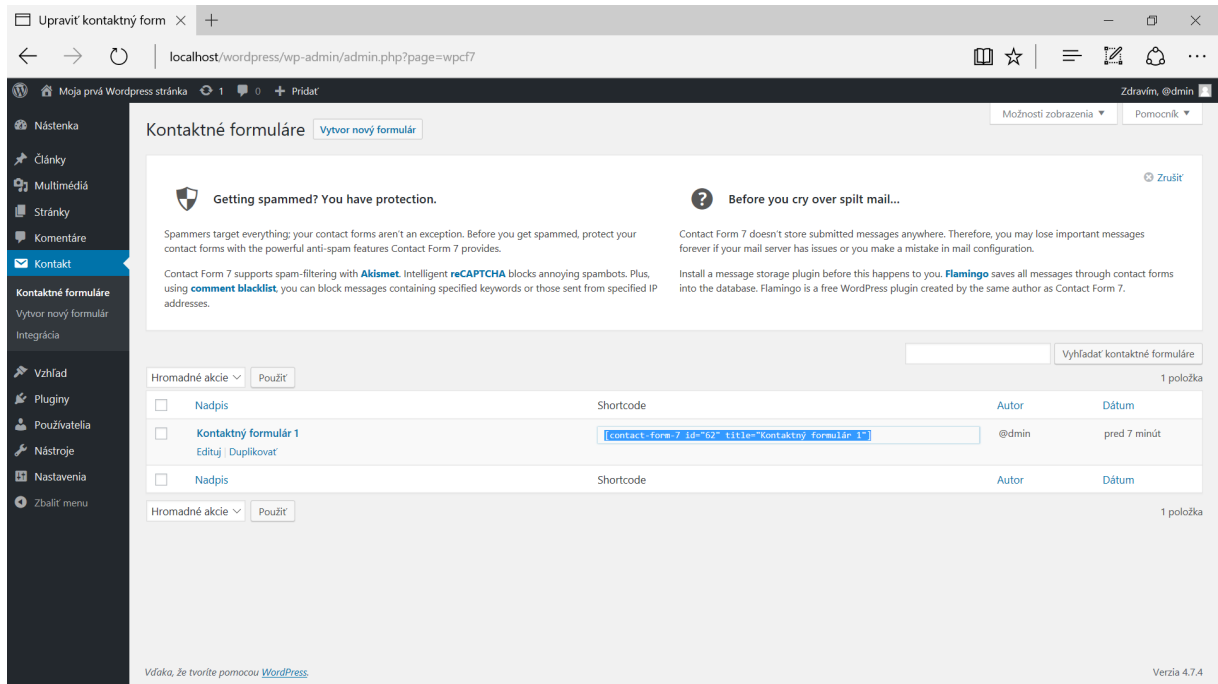 Upraviť kontaktný form
localhost/wordpress/wp-admin/admin.php?page=wpcf7
Moja prvá Wordpress stránka 1 0 Pridať Zdravím, @dmin
Možnosti zobrazenia Pomocník
Nástenka
Články
Multimédiá
Stránky
Komentáre
Kontakt
Kontaktné formuláre
Vytvor nový formulár
Integrácia
Vzhľad
Pluginy
Používatelia
Nástroje
Nastavenia
Zbaliť menu
Kontaktné formuláre Vytvor nový formulár
Zrušiť
Getting spammed? You have protection.
Spammers target everything; your contact forms aren't an exception. Before you get spammed, protect your
contact forms with the powerful anti-spam features Contact Form 7 provides.
Contact Form 7 supports spam-filtering with Akismet. Intelligent reCAPTCHA blocks annoying spambots. Plus,
using comment blacklist, you can block messages containing specified keywords or those sent from specified IP
addresses.
Before you cry over spilt mail...
Contact Form 7 doesn't store submitted messages anywhere. Therefore, you may lose important messages
forever if your mail server has issues or you make a mistake in mail configuration.
Install a message storage plugin before this happens to you. Flamingo saves all messages through contact forms
into the database. Flamingo is a free WordPress plugin created by the same author as Contact Form 7.
Vyhľadať kontaktné formuláre
Hromadné akcie Použiť 1 položka
Nadpis Shortcode Autor Dátum
Kontaktný formulár 1 [contact-form-7 id="62" title="Kontaktný formulár 1"] @dmin pred 7 minút
Edituj | Duplikovať
Nadpis Shortcode Autor Dátum
Hromadné akcie Použiť 1 položka
Vďaka, že tvoríte pomocou WordPress. Verzia 4.7.4